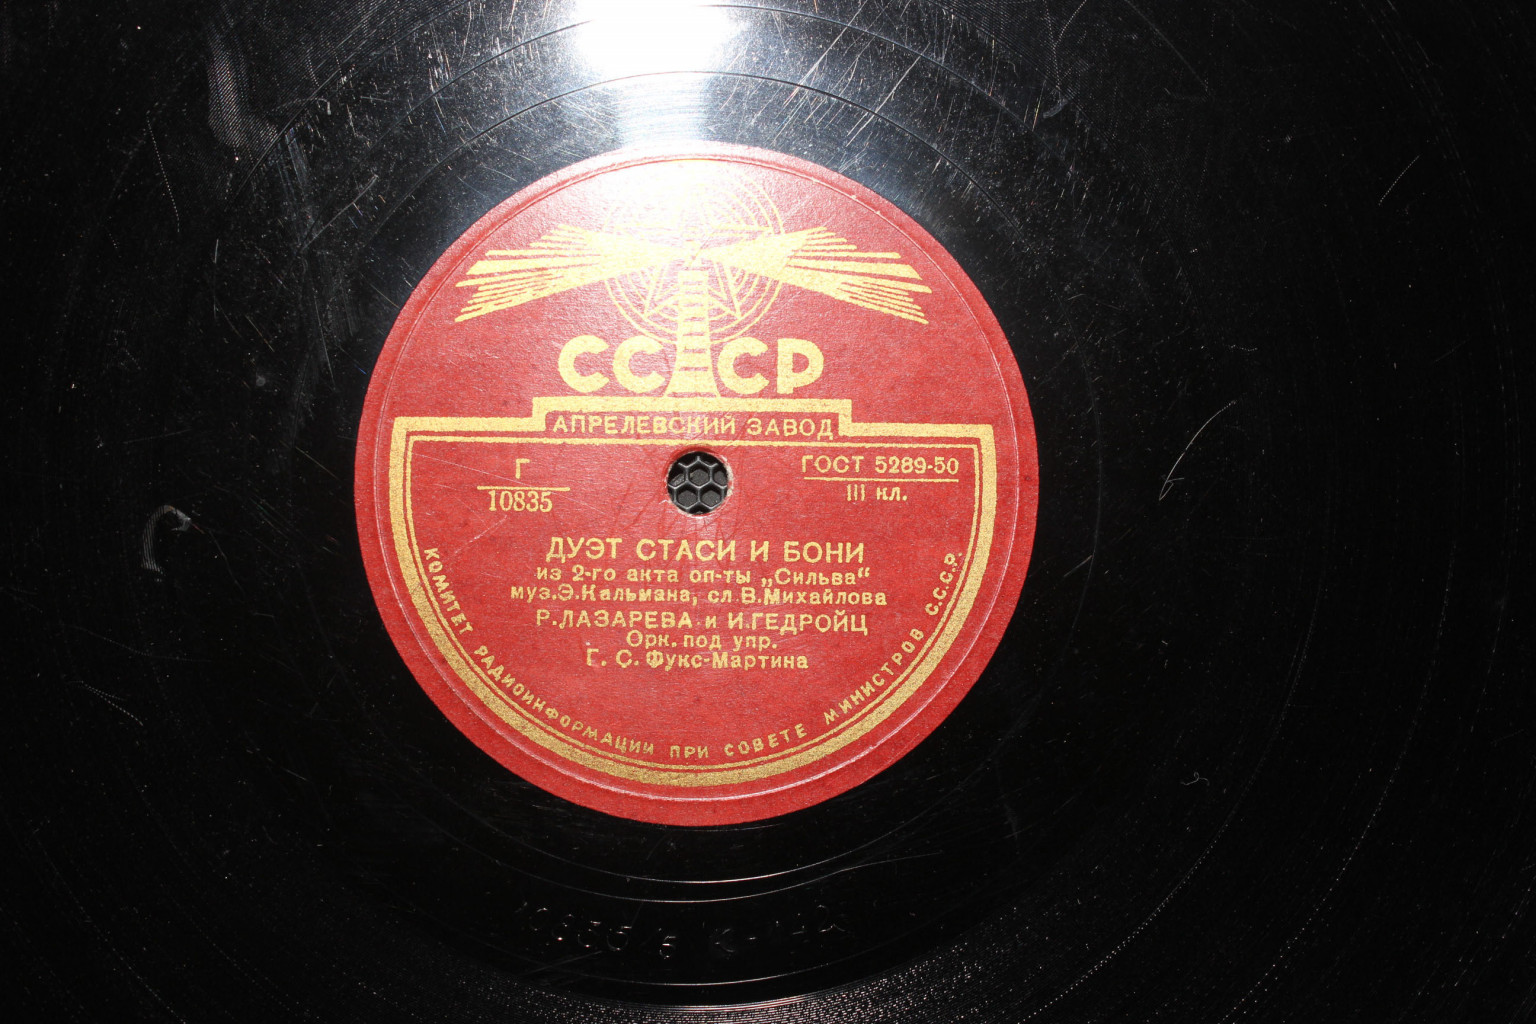 СССР
АПРЕЛЕВСКИЙ ЗАВОД
Г
10835
ГОСТ 5289-50
III кл.
ДУЭТ СТАСИ И БОНИ
из 2-го акта оп-ты „Сильва“
муз.Э.Кальмана, сл.В.Михайлова
Р.ЛАЗАРЕВА и И.ГЕДРОЙЦ
Орк. под упр.
Г. С. Фукс-Мартина
КОМИТЕТ РАДИОИНФОРМАЦИИ ПРИ СОВЕТЕ МИНИСТРОВ С.С.С.Р.